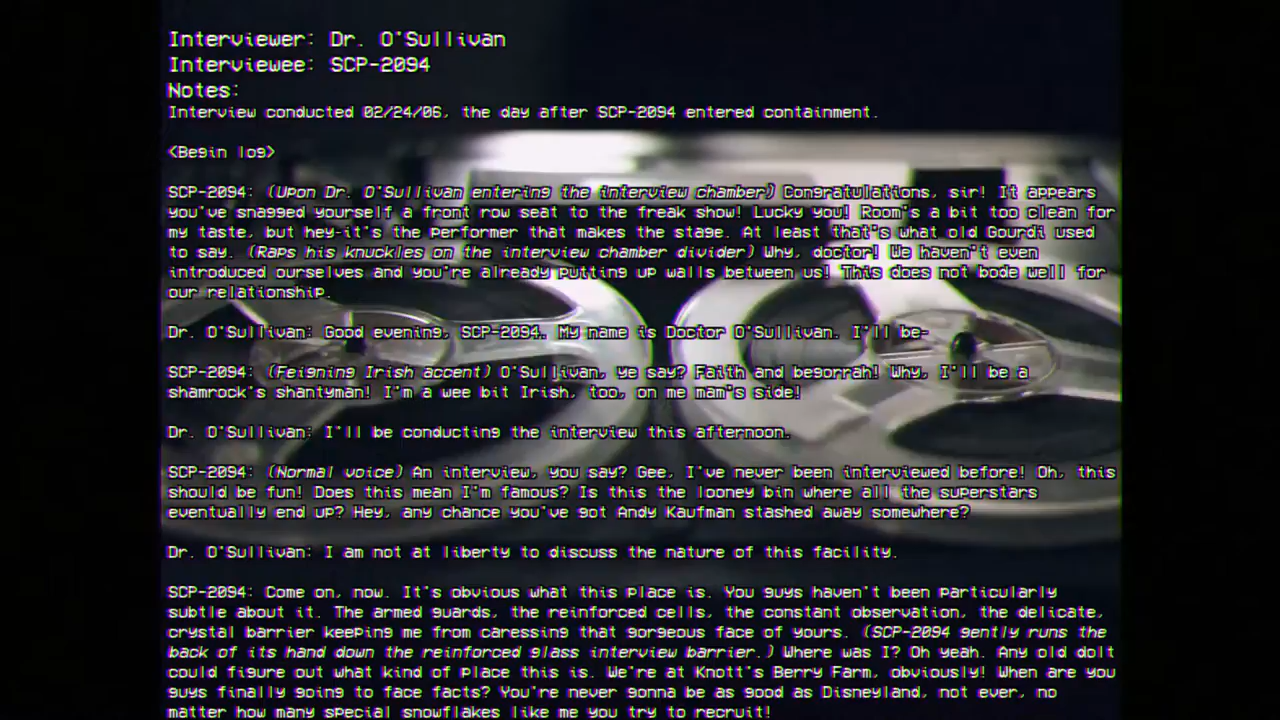 Interviewer: Dr. O'Sullivan
Interviewee: SCP-2094
Notes:
Interview conducted 02/24/06, the day after SCP-2094 entered containment.
<Begin log>
SCP-2094: (Upon Dr. O'Sullivan entering the interview chamber) Congratulations, sir! It appears
you've snagged yourself a front row seat to the freak show! Lucky you! Room's a bit too clean for
my taste, but hey-it's the performer that makes the stage. At least that's what old Gourdi used
to say. (Raps his knuckles on the interview chamber divider) Why, doctor! We haven't even
introduced ourselves and you're already putting up walls between us! This does not bode well for
our relationship.
Dr. O'Sullivan: Good evening, SCP-2094. My name is Doctor O'Sullivan. I'll be-
SCP-2094: (Feigning Irish accent) O'Sullivan, ye say? Faith and begorrah! Why, I'll be a
shamrock's shantyman! I'm a wee bit Irish, too, on me mam's side!
Dr. O'Sullivan: I'll be conducting the interview this afternoon.
SCP-2094: (Normal voice) An interview, you say? Gee, I've never been interviewed before! Oh, this
should be fun! Does this mean I'm famous? Is this the looney bin where all the superstars
eventually end up? Hey, any chance you've got Andy Kaufman stashed away somewhere?
Dr. O'Sullivan: I am not at liberty to discuss the nature of this facility.
SCP-2094: Come on, now. It's obvious what this place is. You guys haven't been particularly
subtle about it. The armed guards, the reinforced cells, the constant observation, the delicate,
crystal barrier keeping me from caressing that gorgeous face of yours. (SCP-2094 gently runs the
back of its hand down the reinforced glass interview barrier.) Where was I? Oh yeah. Any old dolt
could figure out what kind of place this is. We're at Knott's Berry Farm, obviously! When are you
guys finally going to face facts? You're never gonna be as good as Disneyland, not ever, no
matter how many special snowflakes like me you try to recruit!